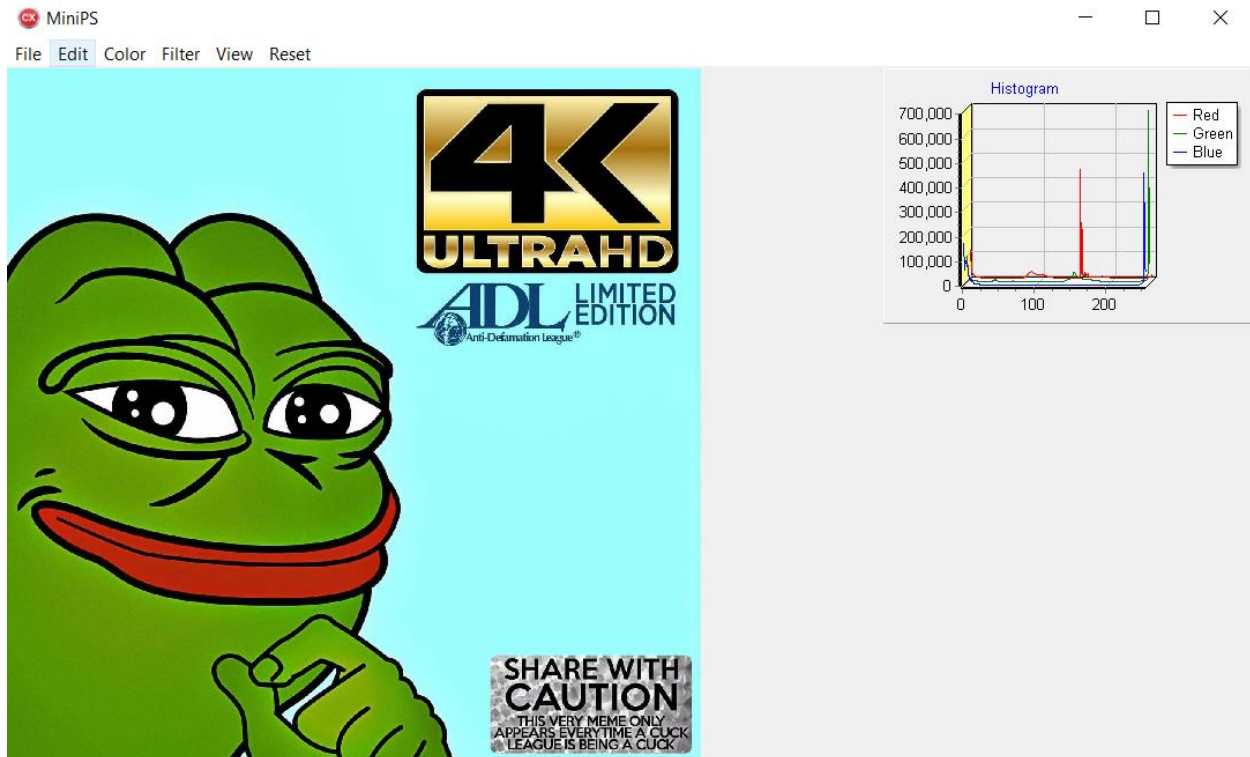 CX MiniPS
File Edit Color Filter View Reset
4K
ULTRAHD
ADL LIMITED
EDITION
Anti-Defamation League®
SHARE WITH
CAUTION
THIS VERY MEME ONLY
APPEARS EVERYTIME A CUCK
LEAGUE IS BEING A CUCK
Histogram
700,000
600,000
500,000
400,000
300,000
200,000
100,000
0
0 100 200
Red
Green
Blue